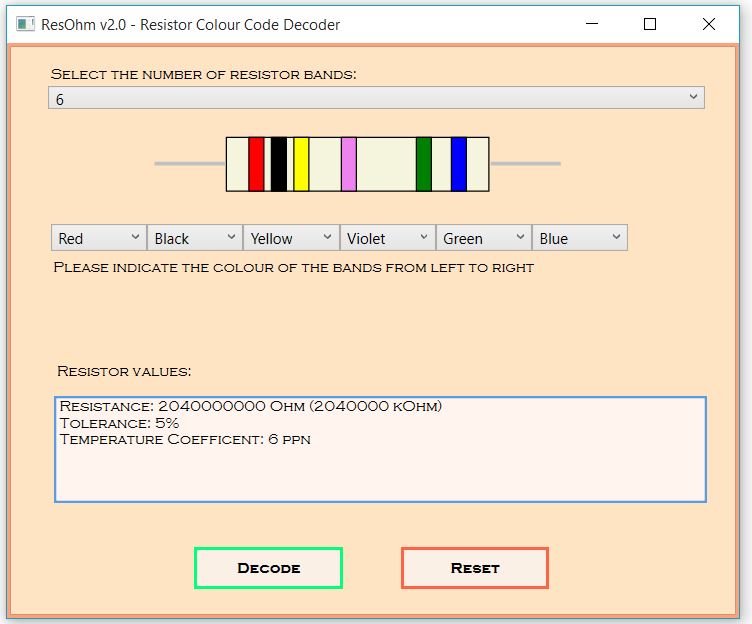 ResOhm v2.0 - Resistor Colour Code Decoder
Select the number of resistor bands:
6
Red Black Yellow Violet Green Blue
Please indicate the colour of the bands from left to right
Resistor values:
Resistance: 2040000000 Ohm (2040000 kOhm)
Tolerance: 5%
Temperature Coefficent: 6 ppn
Decode Reset